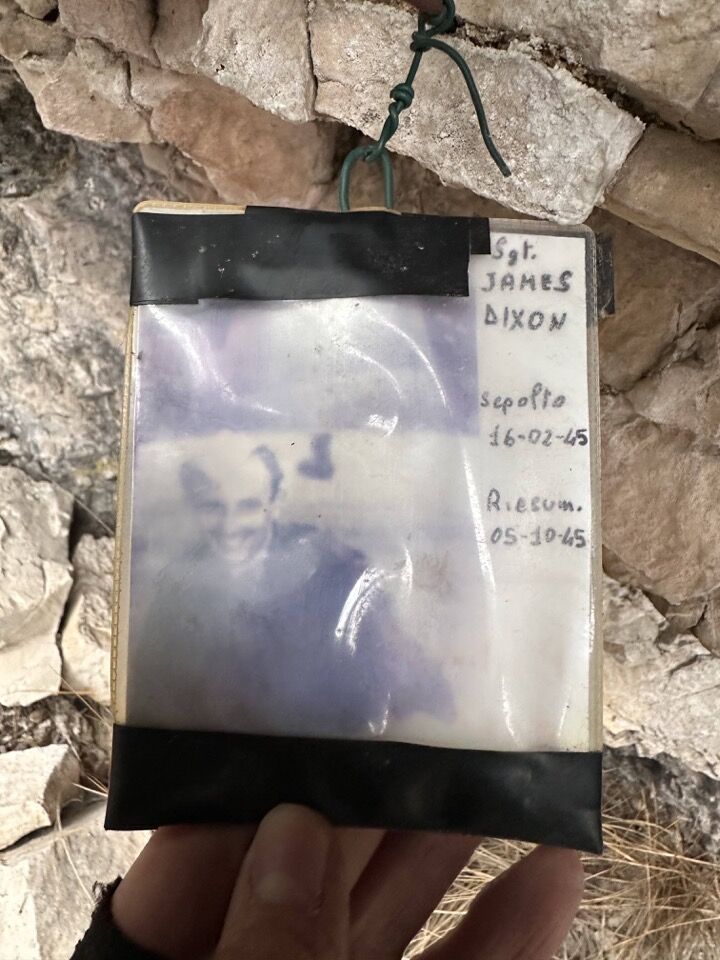 Sgt.
JAMES
DIXON
Sepolto
16-02-45
Riesum.
05-10-45